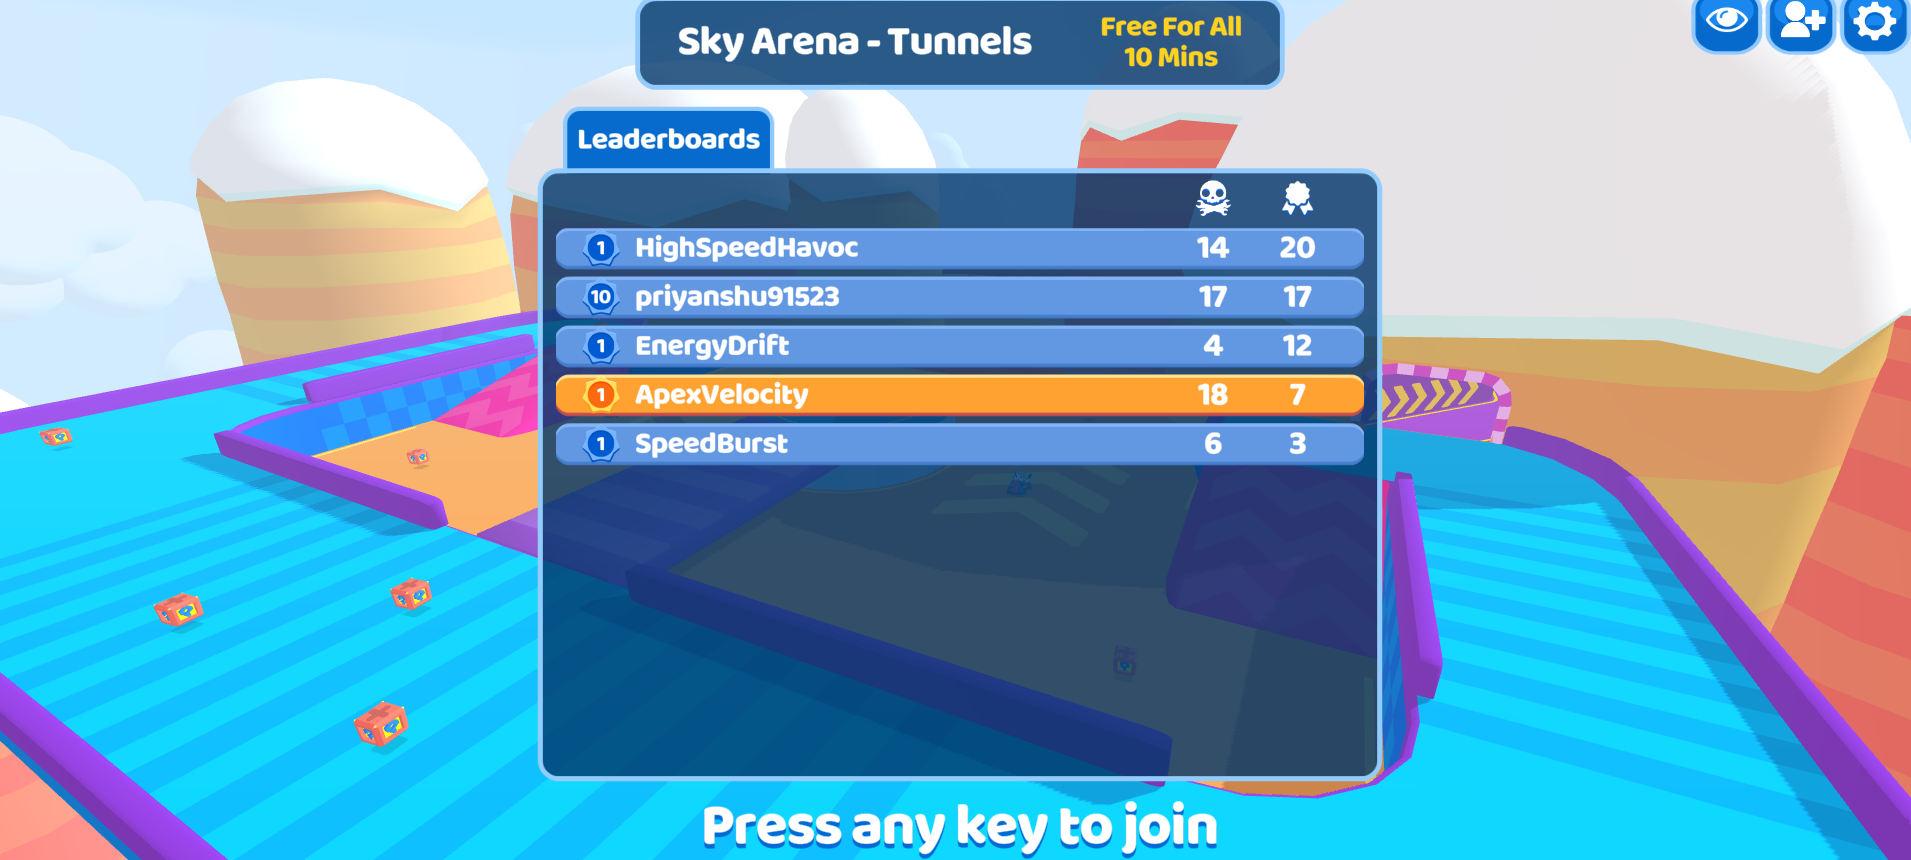 Sky Arena - Tunnels
Free For All
10 Mins
Leaderboards
1 HighSpeedHavoc 14 20
10 priyanshu91523 17 17
1 EnergyDrift 4 12
1 ApexVelocity 18 7
1 SpeedBurst 6 3
Press any key to join